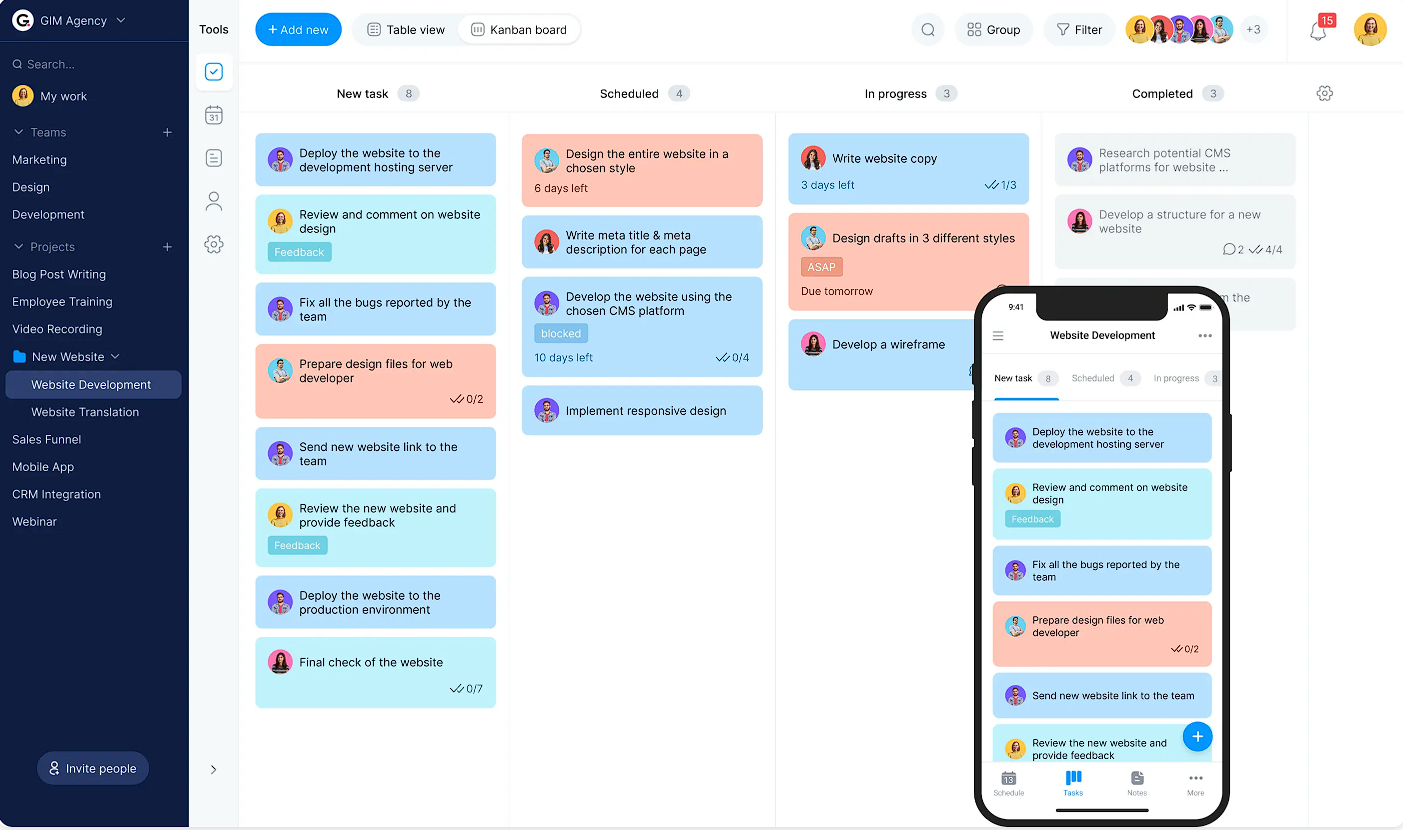 G.
GIM Agency
Search...
My work
Teams +
Marketing
Design
Development
Projects +
Blog Post Writing
Employee Training
Video Recording
New Website
Website Development
Website Translation
Sales Funnel
Mobile App
CRM Integration
Webinar
Invite people
Tools
31
+ Add new
Table view
Kanban board
Group
Filter
+3
15
New task 8
Deploy the website to the
development hosting server
Review and comment on website
design
Feedback
Fix all the bugs reported by the
team
Prepare design files for web
developer
0/2
Send new website link to the
team
Review the new website and
provide feedback
Feedback
Deploy the website to the
production environment
Final check of the website
0/7
Scheduled 4
Design the entire website in a
chosen style
6 days left
Write meta title & meta
description for each page
Develop the website using the
chosen CMS platform
blocked
10 days left 0/4
Implement responsive design
In progress 3
Write website copy
3 days left 1/3
Design drafts in 3 different styles
ASAP
Due tomorrow
Develop a wireframe
Completed 3
Research potential CMS
platforms for website ...
Develop a structure for a new
website
2 4/4
the
9:41
Website Development
New task 8 Scheduled 4 In progress 3
Deploy the website to the
development hosting server
Review and comment on website
design
Feedback
Fix all the bugs reported by the
team
Prepare design files for web
developer
0/2
Send new website link to the team
Review the new website and
provide feedback
+
13
Schedule Tasks Notes More